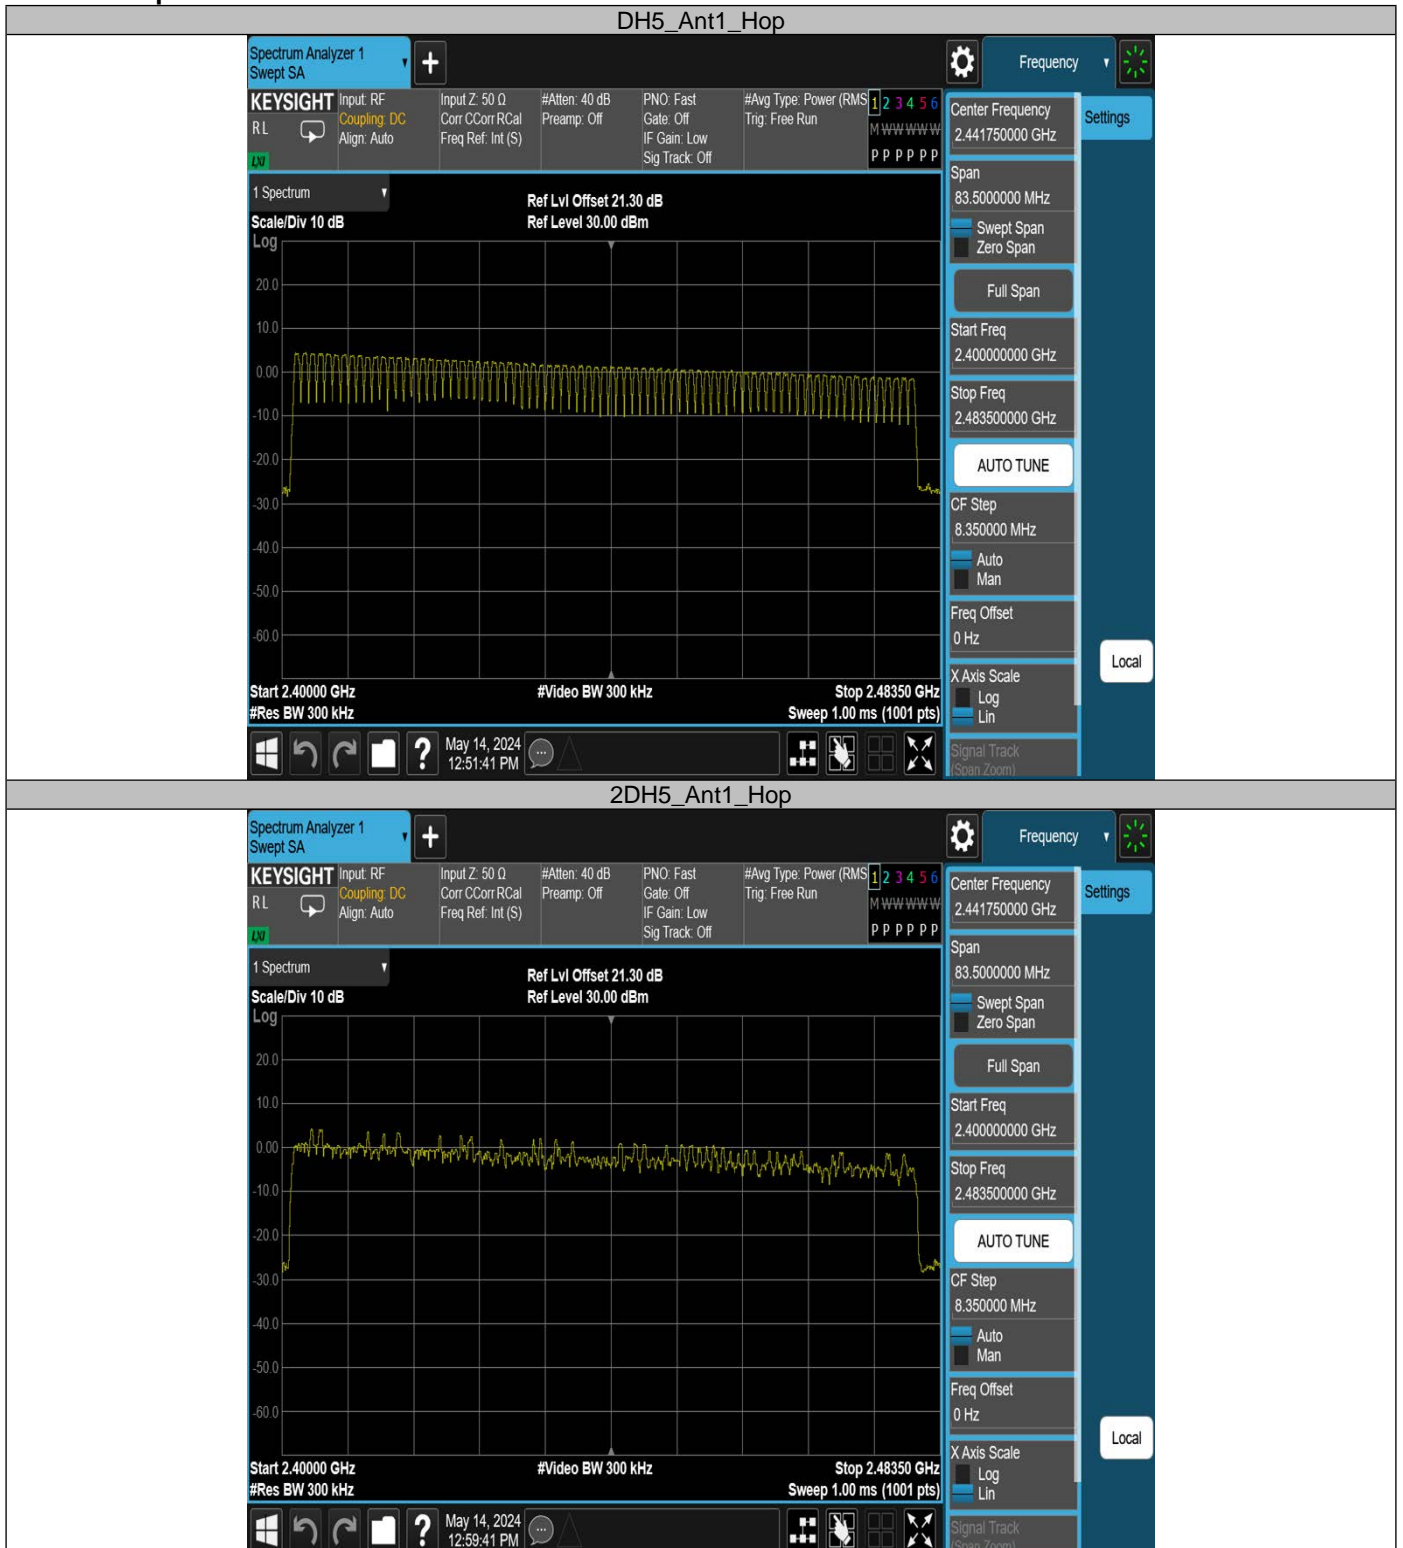 DH5_Ant1_Hop
Spectrum Analyzer 1
Swept SA
Frequency
KEYSIGHT
RL
LXI
Input: RF
Coupling: DC
Align: Auto
Input Z: 50 Ω
Corr CCorr RCal
Freq Ref: Int (S)
#Atten: 40 dB
Preamp: Off
PNO: Fast
Gate: Off
IF Gain: Low
Sig Track: Off
#Avg Type: Power (RMS
Trig: Free Run
1 2 3 4 5 6
M W W W W W
P P P P P P
1 Spectrum
Scale/Div 10 dB
Ref Lvl Offset 21.30 dB
Ref Level 30.00 dBm
Log
20.0
10.0
0.00
-10.0
-20.0
-30.0
-40.0
-50.0
-60.0
Start 2.40000 GHz
#Res BW 300 kHz
#Video BW 300 kHz
Stop 2.48350 GHz
Sweep 1.00 ms (1001 pts)
?
May 14, 2024
12:51:41 PM
Center Frequency
2.441750000 GHz
Span
83.5000000 MHz
Swept Span
Zero Span
Full Span
Start Freq
2.400000000 GHz
Stop Freq
2.483500000 GHz
AUTO TUNE
CF Step
8.350000 MHz
Auto
Man
Freq Offset
0 Hz
X Axis Scale
Log
Lin
Signal Track
(Span Zoom)
Settings
Local
2DH5_Ant1_Hop
Spectrum Analyzer 1
Swept SA
Frequency
KEYSIGHT
RL
LXI
Input: RF
Coupling: DC
Align: Auto
Input Z: 50 Ω
Corr CCorr RCal
Freq Ref: Int (S)
#Atten: 40 dB
Preamp: Off
PNO: Fast
Gate: Off
IF Gain: Low
Sig Track: Off
#Avg Type: Power (RMS
Trig: Free Run
1 2 3 4 5 6
M W W W W W
P P P P P P
1 Spectrum
Scale/Div 10 dB
Ref Lvl Offset 21.30 dB
Ref Level 30.00 dBm
Log
20.0
10.0
0.00
-10.0
-20.0
-30.0
-40.0
-50.0
-60.0
Start 2.40000 GHz
#Res BW 300 kHz
#Video BW 300 kHz
Stop 2.48350 GHz
Sweep 1.00 ms (1001 pts)
?
May 14, 2024
12:59:41 PM
Center Frequency
2.441750000 GHz
Span
83.5000000 MHz
Swept Span
Zero Span
Full Span
Start Freq
2.400000000 GHz
Stop Freq
2.483500000 GHz
AUTO TUNE
CF Step
8.350000 MHz
Auto
Man
Freq Offset
0 Hz
X Axis Scale
Log
Lin
Signal Track
(Span Zoom)
Settings
Local